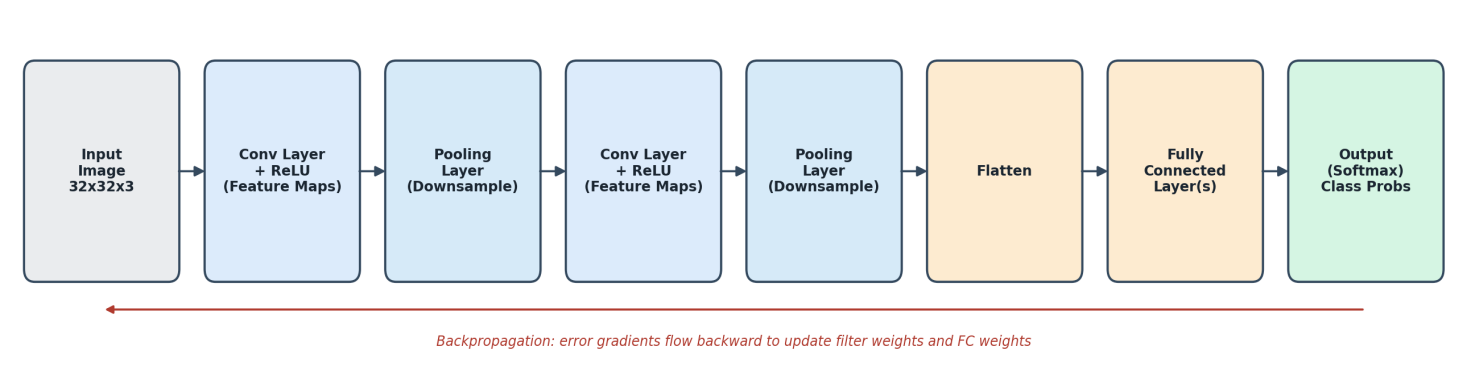 Input
Image
32x32x3
Conv Layer
+ ReLU
(Feature Maps)
Pooling
Layer
(Downsample)
Conv Layer
+ ReLU
(Feature Maps)
Pooling
Layer
(Downsample)
Flatten
Fully
Connected
Layer(s)
Output
(Softmax)
Class Probs
Backpropagation: error gradients flow backward to update filter weights and FC weights